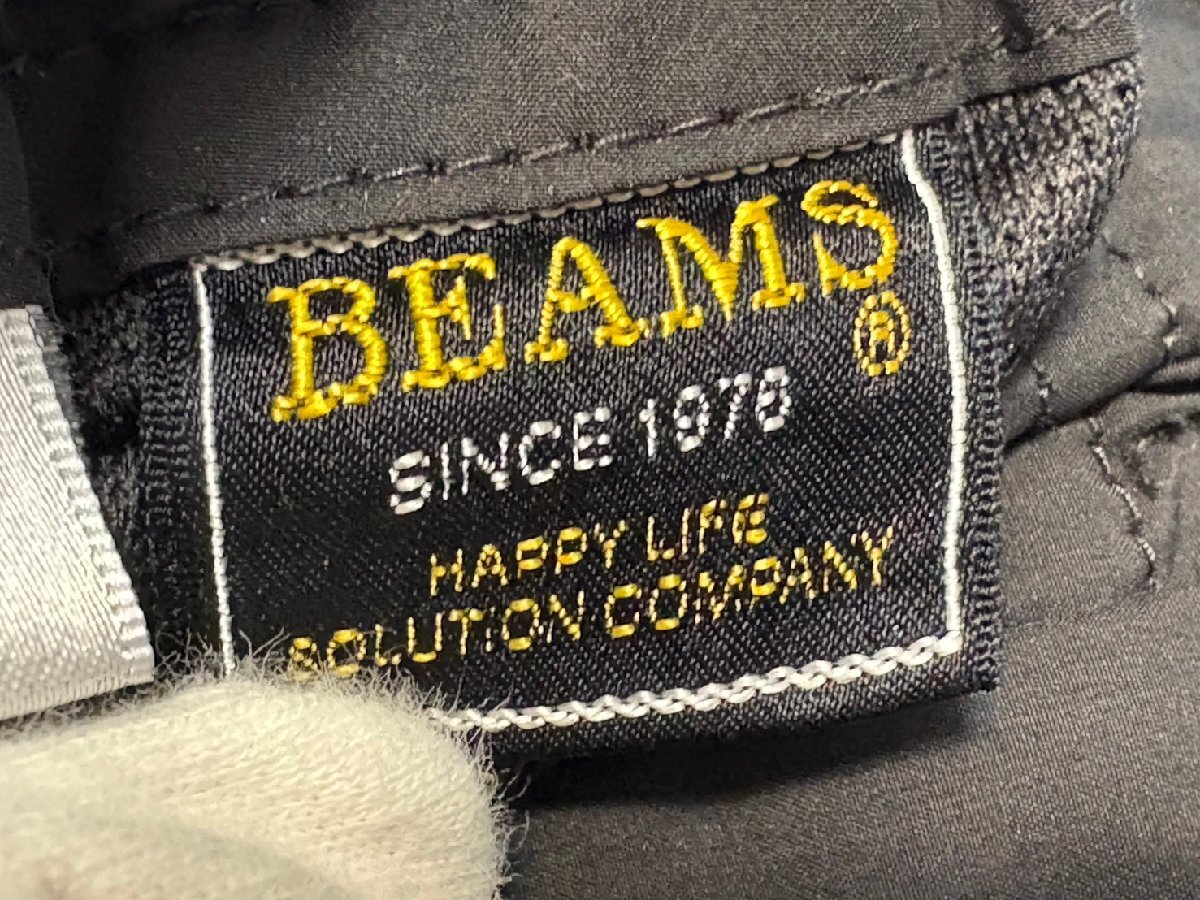 BEAMS®
SINCE 1976
HAPPY LIFE
SOLUTION COMPANY